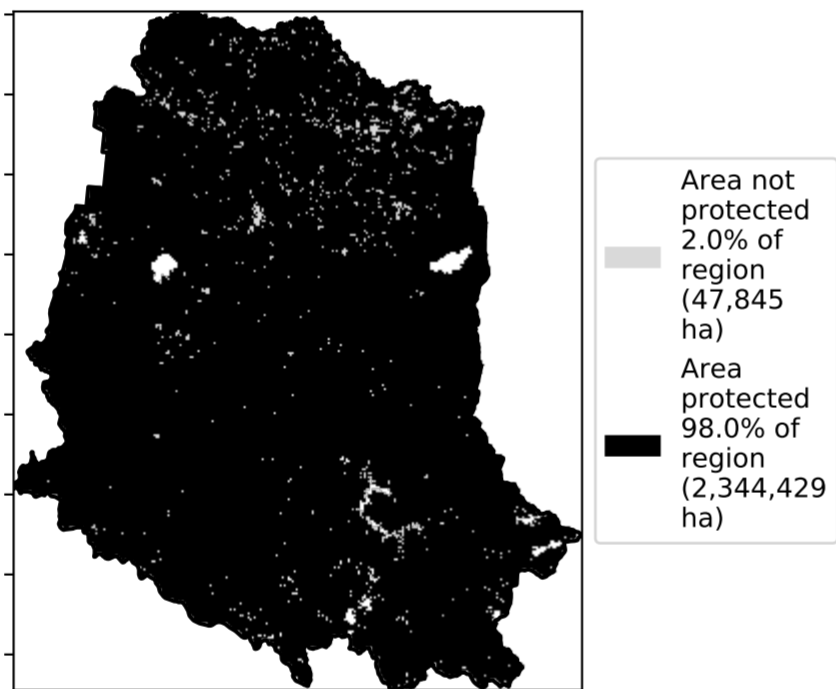 Area not
protected
2.0% of
region
(47,845
ha)
Area
protected
98.0% of
region
(2,344,429
ha)